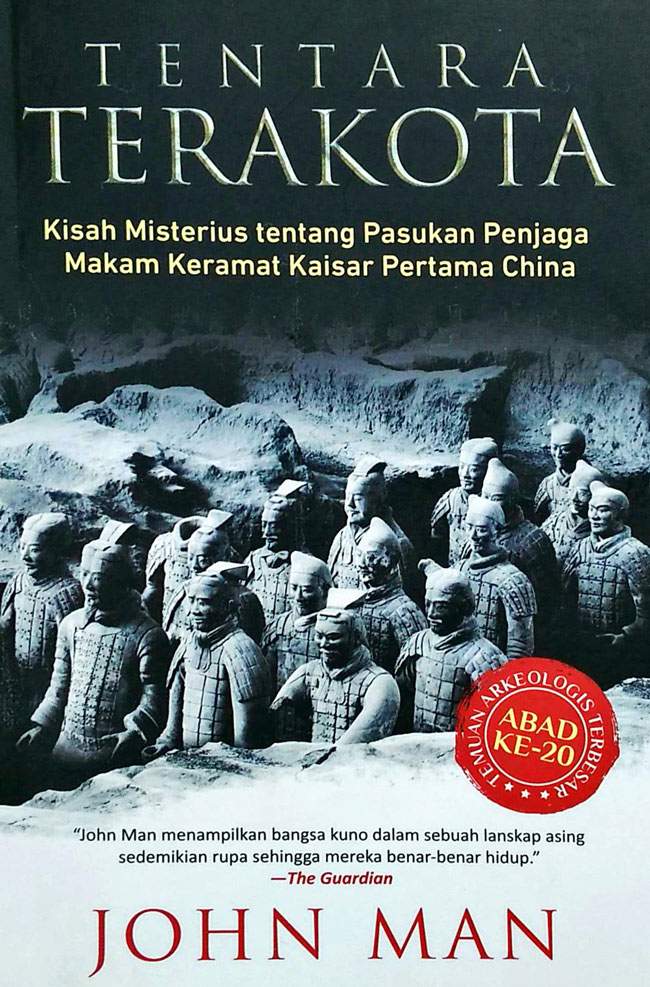 TENTARA
TERAKOTA
Kisah Misterius tentang Pasukan Penjaga
Makam Keramat Kaisar Pertama China
TEMUAN ARKEOLOGIS TERBESAR
ABAD
KE-20
“John Man menampilkan bangsa kuno dalam sebuah lanskap asing
sedemikian rupa sehingga mereka benar-benar hidup.”
—The Guardian
JOHN MAN